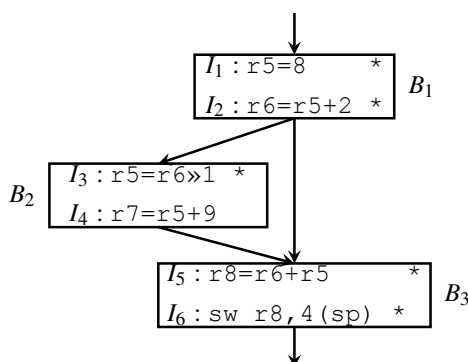 I1 : r5=8 *
B1
I2 : r6=r5+2 *
I3 : r5=r6»1 *
B2
I4 : r7=r5+9
I5 : r8=r6+r5 *
B3
I6 : sw r8,4(sp) *